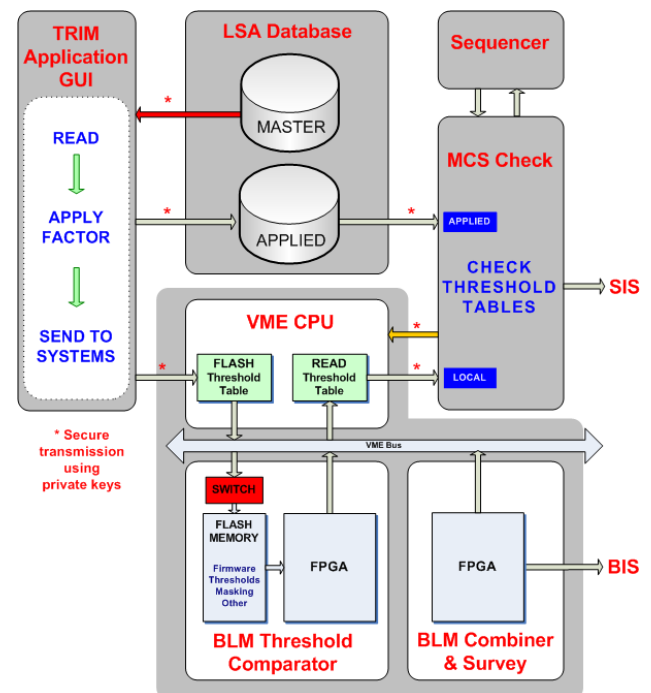 TRIM
Application
GUI
READ
APPLY
FACTOR
SEND TO
SYSTEMS
* Secure
transmission
using
private keys
LSA Database
*
MASTER
*
APPLIED
*
Sequencer
MCS Check
APPLIED
CHECK
THRESHOLD
TABLES
LOCAL
SIS
VME CPU
*
*
FLASH
Threshold
Table
READ
Threshold
Table
*
VME Bus
SWITCH
FLASH
MEMORY
Firmware
Thresholds
Masking
Other
FPGA
BLM Threshold
Comparator
FPGA
BIS
BLM Combiner
& Survey